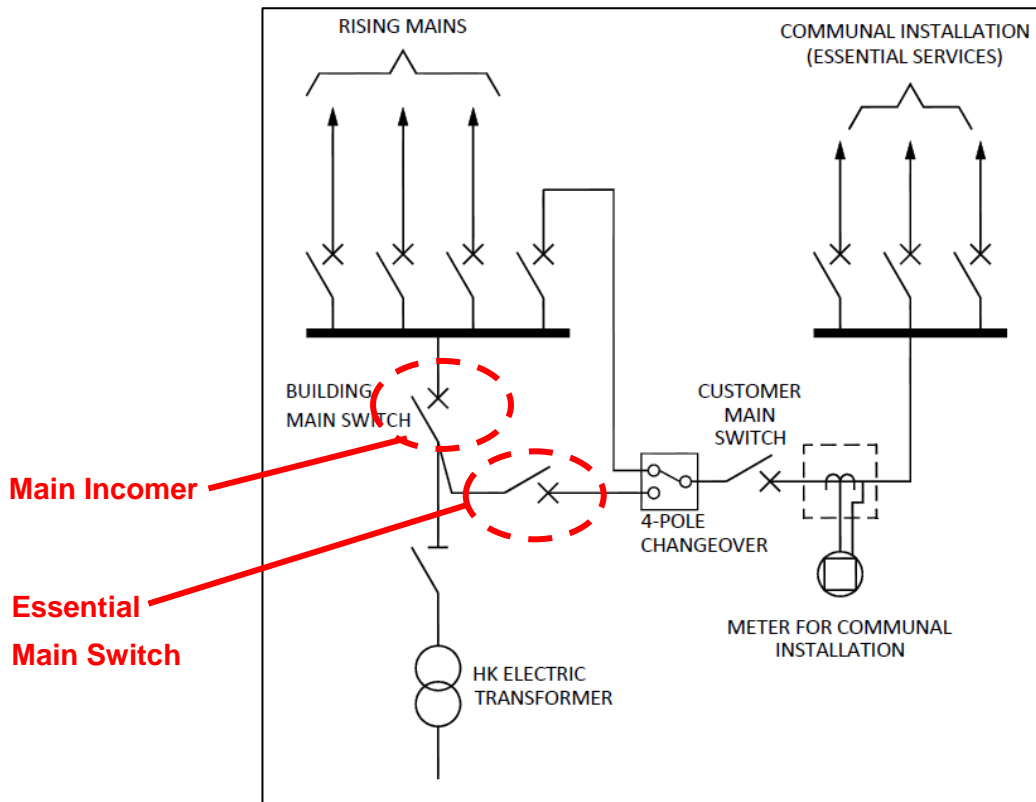 RISING MAINS
COMMUNAL INSTALLATION
(ESSENTIAL SERVICES)
BUILDING
MAIN SWITCH
CUSTOMER
MAIN
SWITCH
Main Incomer
4-POLE
CHANGEOVER
Essential
Main Switch
METER FOR COMMUNAL
INSTALLATION
HK ELECTRIC
TRANSFORMER